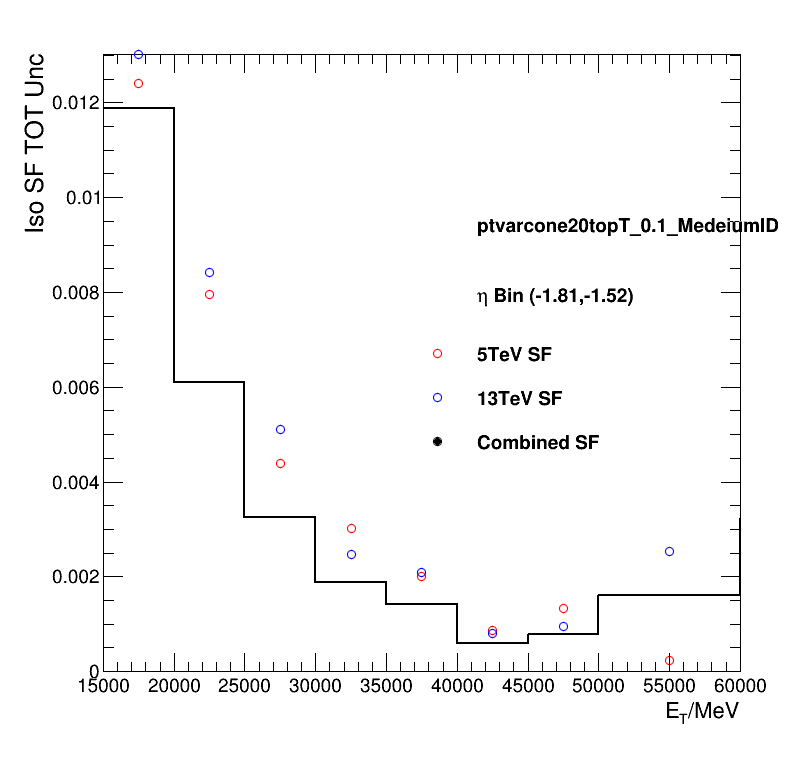 Iso SF TOT Unc
0.012
0.01
0.008
0.006
0.004
0.002
0
ptvarcone20topT_0.1_MedeiumID
η Bin (-1.81,-1.52)
5TeV SF
13TeV SF
Combined SF
15000 20000 25000 30000 35000 40000 45000 50000 55000 60000
E_T/MeV